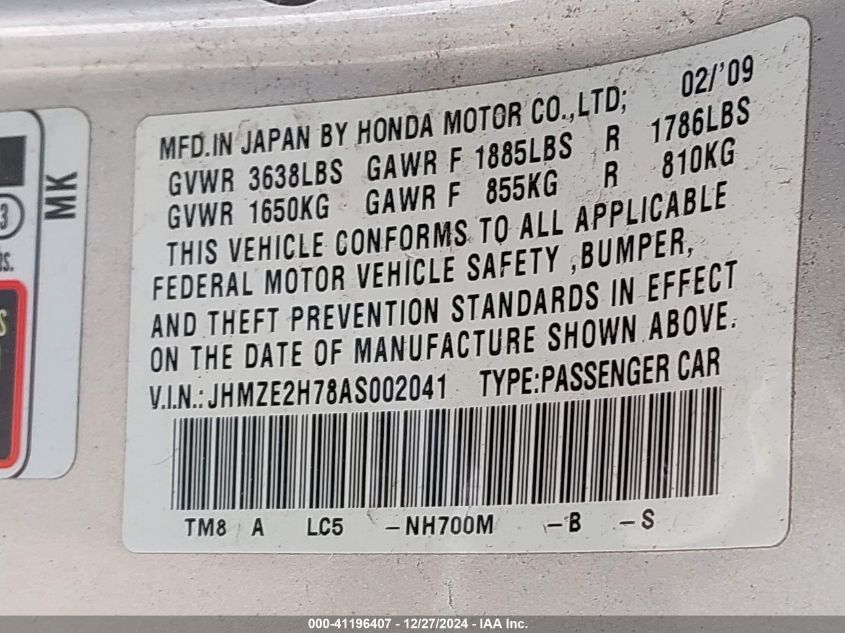 MFD.IN JAPAN BY HONDA MOTOR CO.,LTD; 02/'09
GVWR 3638LBS GAWR F 1885LBS R 1786LBS
GVWR 1650KG GAWR F 855KG R 810KG
THIS VEHICLE CONFORMS TO ALL APPLICABLE
FEDERAL MOTOR VEHICLE SAFETY ,BUMPER,
AND THEFT PREVENTION STANDARDS IN EFFECT
ON THE DATE OF MANUFACTURE SHOWN ABOVE.
V.I.N.: JHMZE2H78AS002041 TYPE:PASSENGER CAR
TM8 A LC5 -NH700M -B -S
MK
3
000-41196407 - 12/27/2024 - IAA Inc.